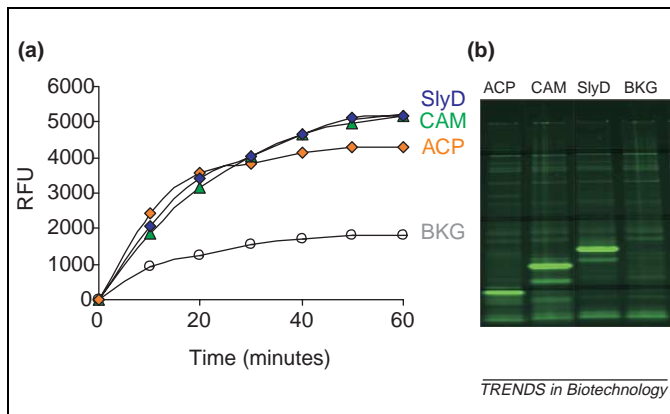 (a)
6000
5000
4000
3000
2000
1000
0
RFU
0 20 40 60
Time (minutes)
SlyD
CAM
ACP
BKG
(b)
ACP CAM SlyD BKG
TRENDS in Biotechnology